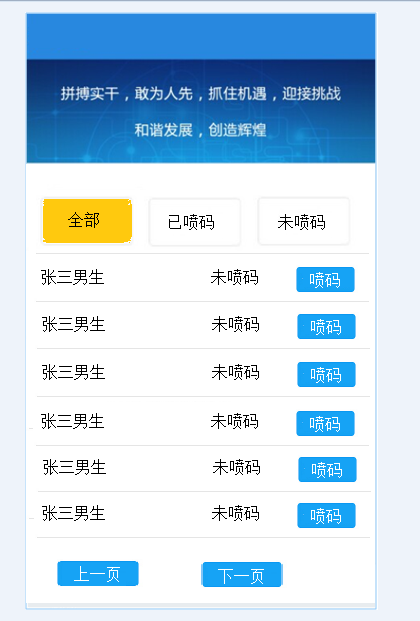 拼搏实干，敢为人先，抓住机遇，迎接挑战
和谐发展，创造辉煌
全部 已喷码 未喷码
张三男生 未喷码 喷码
张三男生 未喷码 喷码
张三男生 未喷码 喷码
张三男生 未喷码 喷码
张三男生 未喷码 喷码
张三男生 未喷码 喷码
上一页 下一页